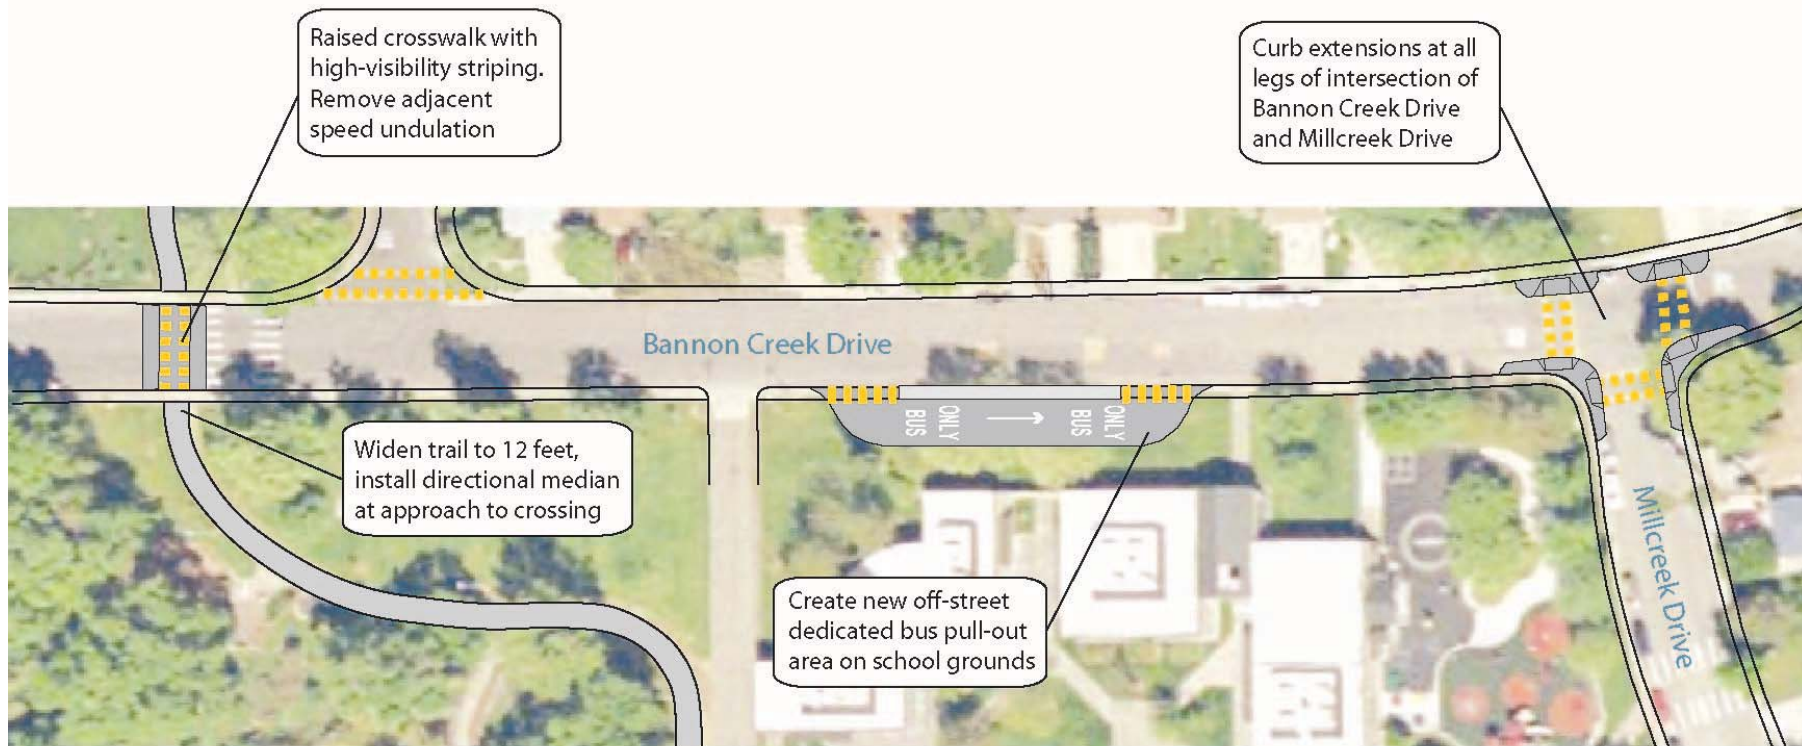 Raised crosswalk with
high-visibility striping.
Remove adjacent
speed undulation
Curb extensions at all
legs of intersection of
Bannon Creek Drive
and Millcreek Drive
Bannon Creek Drive
BUS
ONLY
BUS
ONLY
Widen trail to 12 feet,
install directional median
at approach to crossing
Millcreek Drive
Create new off-street
dedicated bus pull-out
area on school grounds